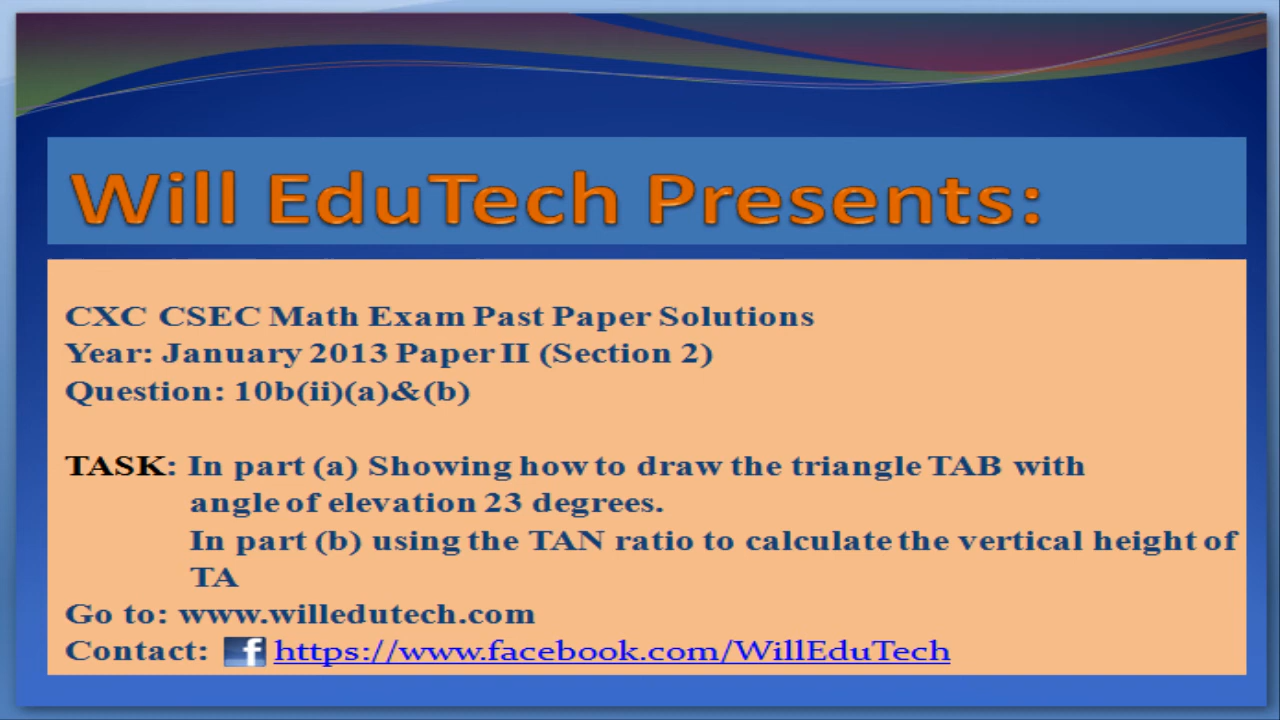 Will EduTech Presents:
CXC CSEC Math Exam Past Paper Solutions
Year: January 2013 Paper II (Section 2)
Question: 10b(ii)(a)&(b)
TASK: In part (a) Showing how to draw the triangle TAB with
angle of elevation 23 degrees.
In part (b) using the TAN ratio to calculate the vertical height of
TA
Go to: www.willedutech.com
Contact: f https://www.facebook.com/WillEduTech